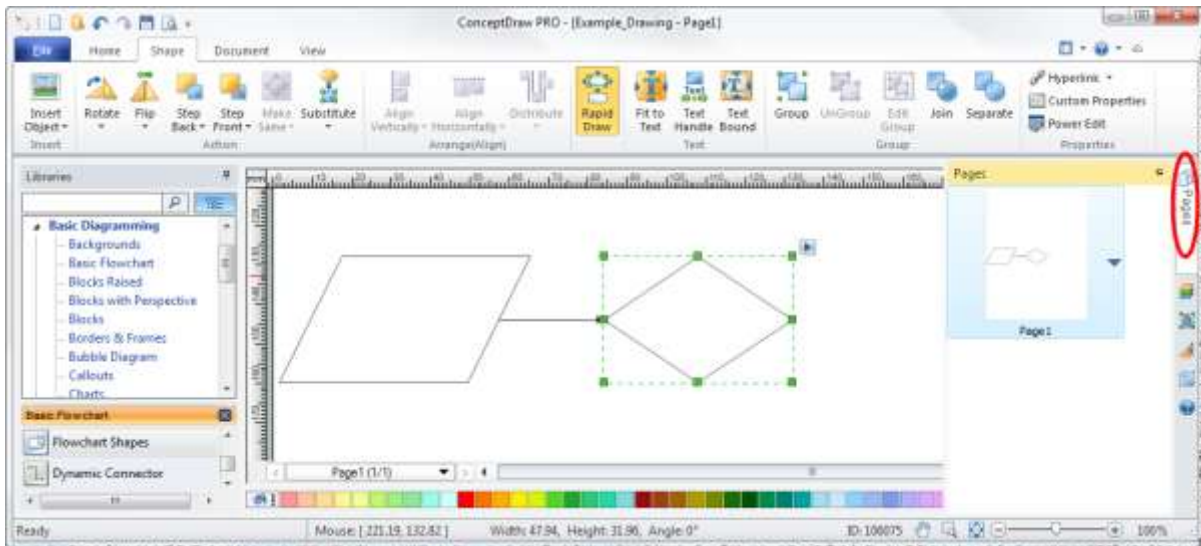 ConceptDraw PRO - [Example_Drawing - Page1]
Home Shape Document View
Insert Object Rotate Flip Step Back Step Front Make Same Substitute Align Vertically Align Horizontally Distribute Rapid Draw Fit to Text Text Handle Text Bound Group UnGroup Edit Group Join Separate Hyperlink
Custom Properties
Power Edit
Insert Action Arrange(Align) Text Group Properties
Libraries
Pages
Pages
Basic Diagramming
Backgrounds
Basic Flowchart
Blocks Raised
Blocks with Perspective
Blocks
Borders & Frames
Bubble Diagram
Callouts
Charts
Page1
Basic Flowchart
Flowchart Shapes
Dynamic Connector
Page1 (1/1)
Ready Mouse: [ 221.19, 132.82 ] Width: 47.94, Height: 31.96, Angle: 0° ID: 106075 100%